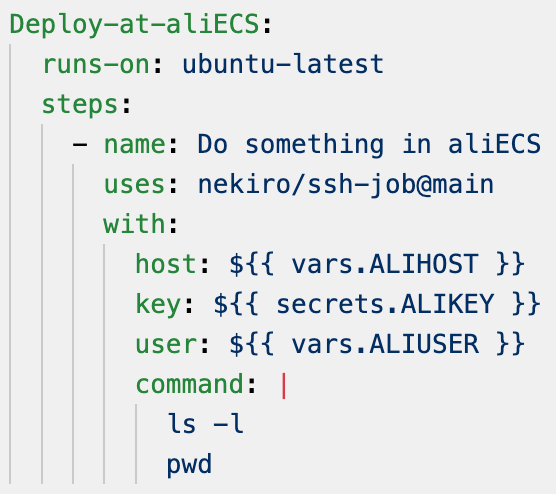 Deploy-at-aliECS:
  runs-on: ubuntu-latest
  steps:
    - name: Do something in aliECS
      uses: nekiro/ssh-job@main
      with:
        host: ${{ vars.ALIHOST }}
        key: ${{ secrets.ALIKEY }}
        user: ${{ vars.ALIUSER }}
        command: |
          ls -l
          pwd